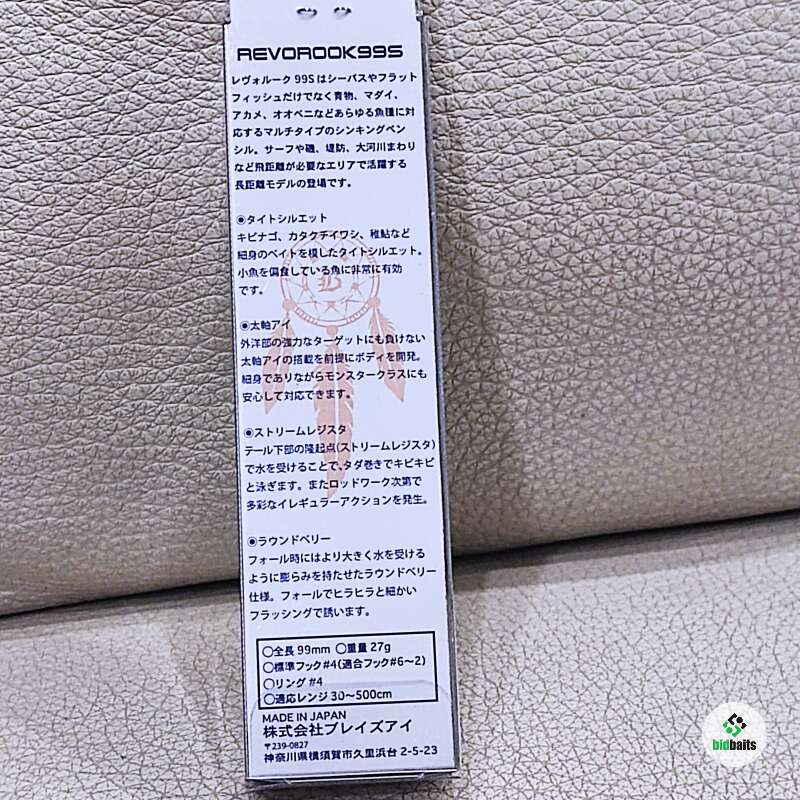 REVOROOK99S
レヴォルーク 99Sはシーバスやフラット
フィッシュだけでなく青物、マダイ、
アカメ、オオベニなどあらゆる魚種に対
応するマルチタイプのシンキングペン
シル。サーフや磯、堤防、大河川まわり
など飛距離が必要なエリアで活躍する
長距離モデルの登場です。
◉タイトシルエット
キビナゴ、カタクチイワシ、稚鮎など
細身のベイトを模したタイトシルエット。
小魚を偏食している魚に非常に有効
です。
◉太軸アイ
外洋部の強力なターゲットにも負けない
太軸アイの搭載を前提にボディを開発。
細身でありながらモンスタークラスにも
安心して対応できます。
◉ストリームレジスタ
テール下部の隆起点(ストリームレジスタ)
で水を受けることで、タダ巻きでキビキビ
と泳ぎます。またロッドワーク次第で
多彩なイレギュラーアクションを発生。
◉ラウンドベリー
フォール時にはより大きく水を受ける
ように膨らみを持たせたラウンドベリー
仕様。フォールでヒラヒラと細かい
フラッシングで誘います。
○全長 99mm ○重量 27g
○標準フック#4(適合フック#6〜2)
○リング #4
○適応レンジ 30〜500cm
MADE IN JAPAN
株式会社ブレイズアイ
〒239-0827
神奈川県横須賀市久里浜台 2-5-23
bidbaits